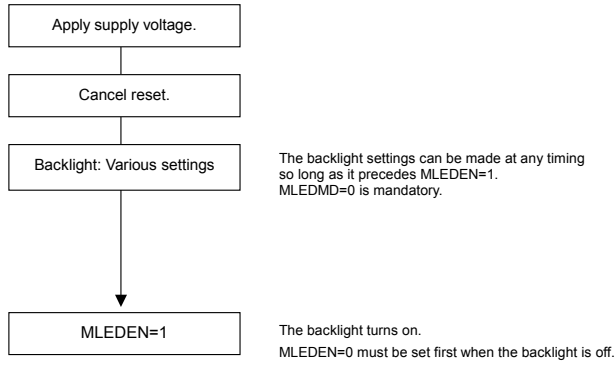 Apply supply voltage.
Cancel reset.
Backlight: Various settings
The backlight settings can be made at any timing
so long as it precedes MLEDEN=1.
MLEDMD=0 is mandatory.
MLEDEN=1
The backlight turns on.
MLEDEN=0 must be set first when the backlight is off.